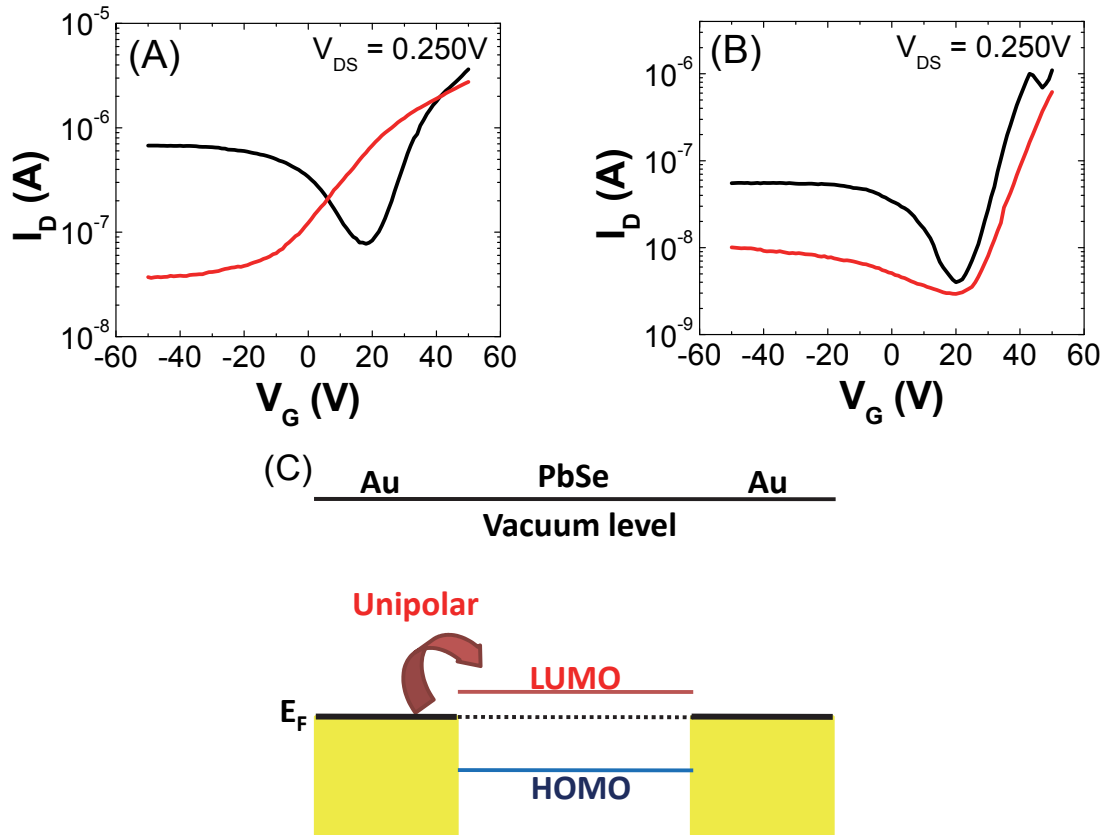 (A)
V_DS = 0.250V
10^-5
10^-6
10^-7
10^-8
I_D (A)
-60 -40 -20 0 20 40 60
V_G (V)
(B)
V_DS = 0.250V
10^-6
10^-7
10^-8
10^-9
I_D (A)
-60 -40 -20 0 20 40 60
V_G (V)
(C)
Au PbSe Au
Vacuum level
Unipolar
LUMO
E_F
HOMO